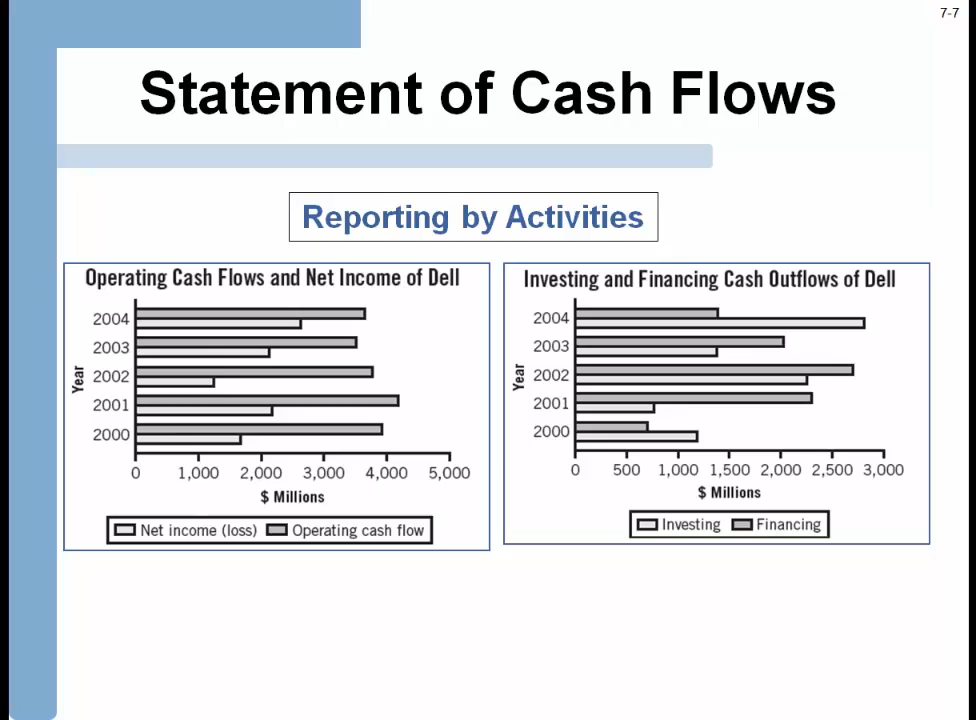 7-7
Statement of Cash Flows
Reporting by Activities
Operating Cash Flows and Net Income of Dell
Year
2004
2003
2002
2001
2000
0 1,000 2,000 3,000 4,000 5,000
$ Millions
Net income (loss) Operating cash flow
Investing and Financing Cash Outflows of Dell
Year
2004
2003
2002
2001
2000
0 500 1,000 1,500 2,000 2,500 3,000
$ Millions
Investing Financing